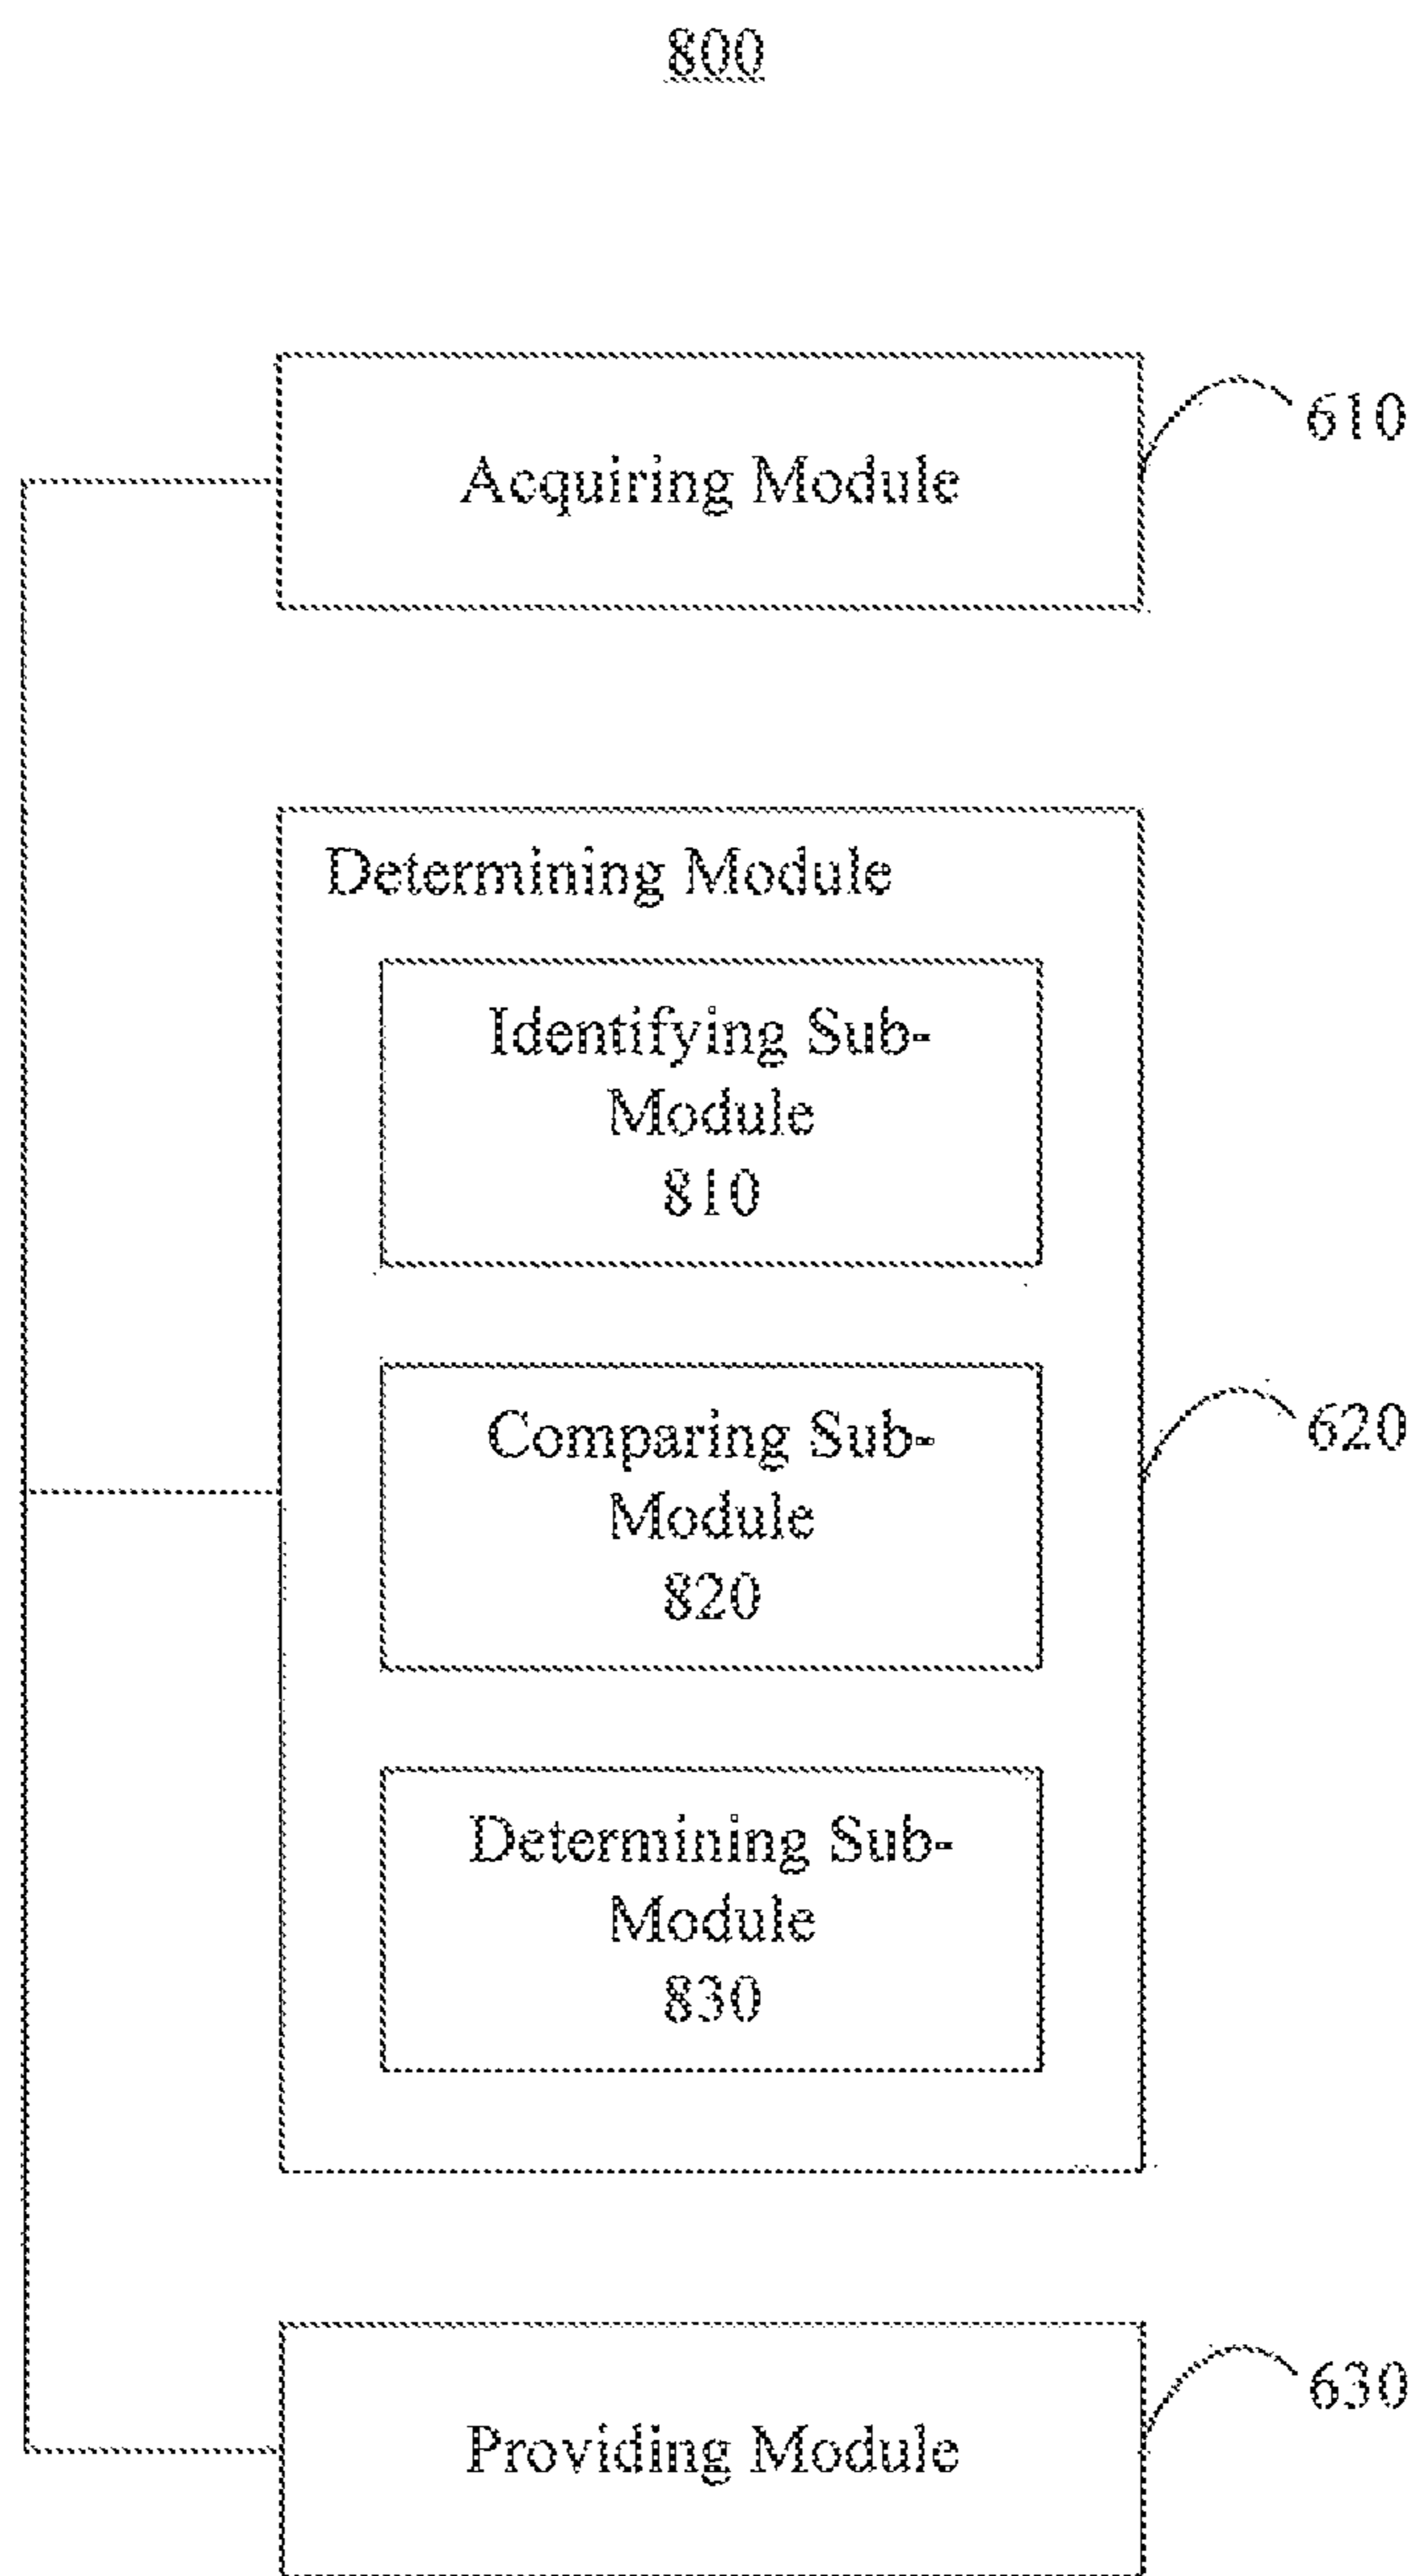 800
610
Acquiring Module
Determining Module
Identifying Sub-
Module
810
620
Comparing Sub-
Module
820
Determining Sub-
Module
830
630
Providing Module